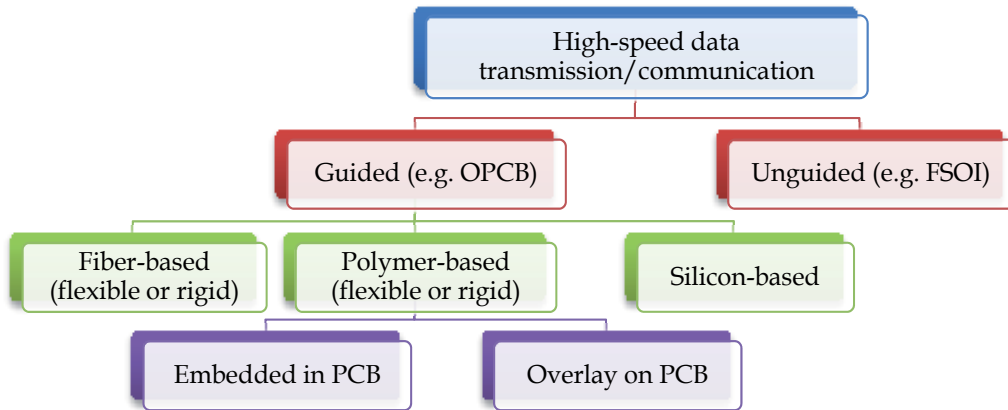 High-speed data
transmission/communication
Guided (e.g. OPCB)
Unguided (e.g. FSOI)
Fiber-based
(flexible or rigid)
Polymer-based
(flexible or rigid)
Silicon-based
Embedded in PCB
Overlay on PCB